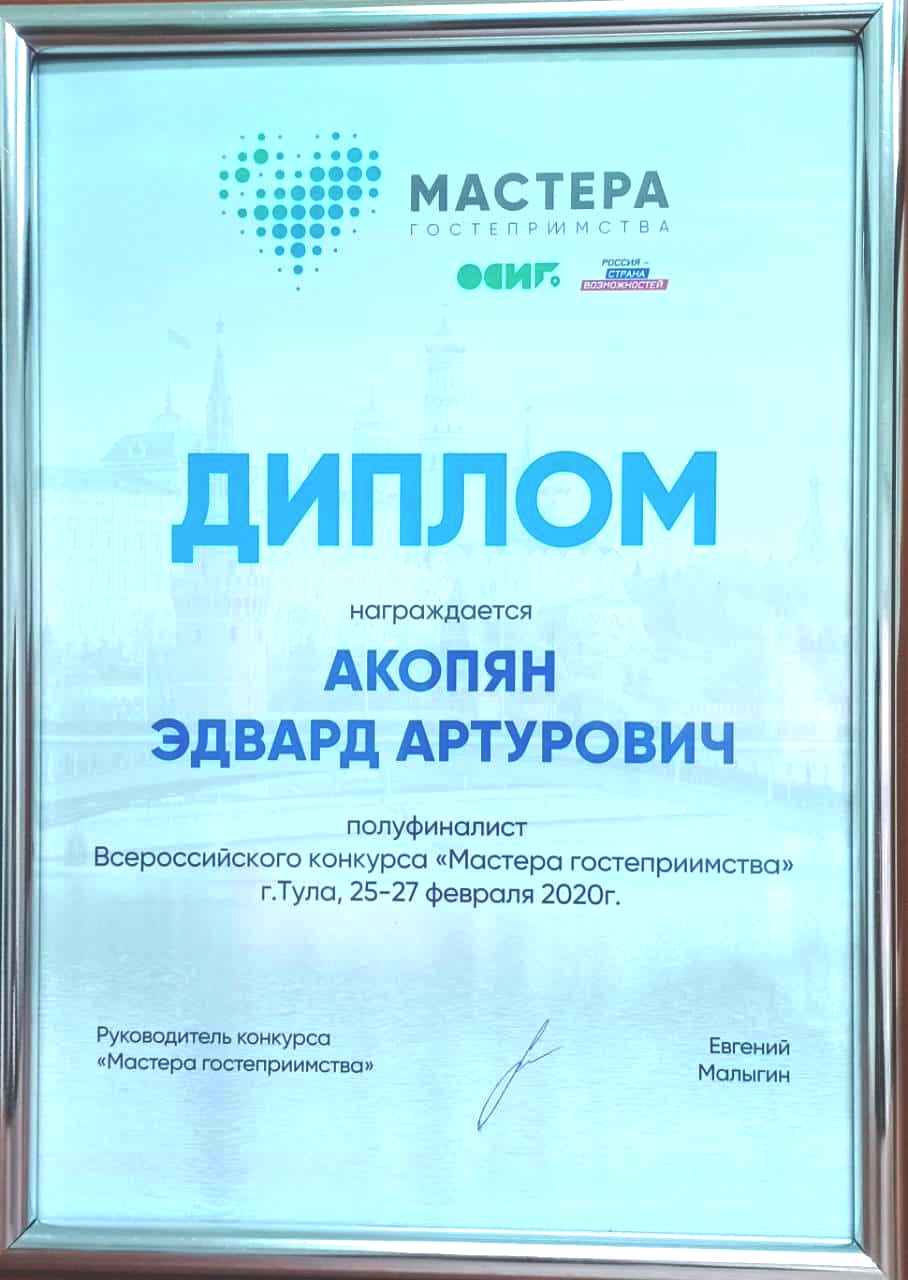 МАСТЕРА
ГОСТЕПРИИМСТВА
ОСИГ
РОССИЯ –
СТРАНА
ВОЗМОЖНОСТЕЙ
ДИПЛОМ
награждается
АКОПЯН
ЭДВАРД АРТУРОВИЧ
полуфиналист
Всероссийского конкурса «Мастера гостеприимства»
г.Тула, 25-27 февраля 2020г.
Руководитель конкурса
«Мастера гостеприимства»
Евгений
Малыгин